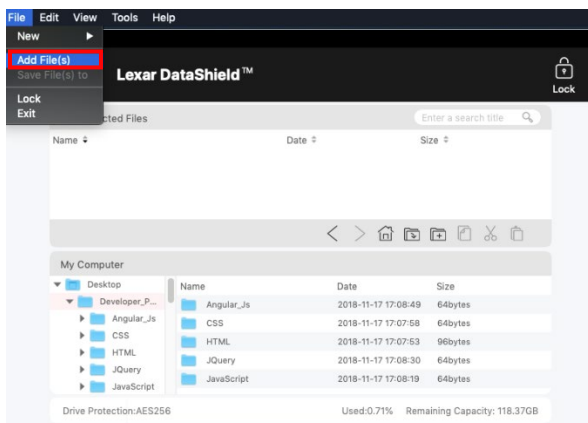 File Edit View Tools Help
New
Add File(s)
Save File(s) to
Lock
Exit
Lexar DataShield™
Lock
cted Files
Enter a search title
Name Date Size
My Computer
Desktop
Developer_P...
Angular_Js
CSS
HTML
JQuery
JavaScript
Name Date Size
Angular_Js 2018-11-17 17:08:49 64bytes
CSS 2018-11-17 17:07:58 64bytes
HTML 2018-11-17 17:07:53 96bytes
JQuery 2018-11-17 17:08:30 64bytes
JavaScript 2018-11-17 17:08:19 64bytes
Drive Protection:AES256 Used:0.71% Remaining Capacity: 118.37GB